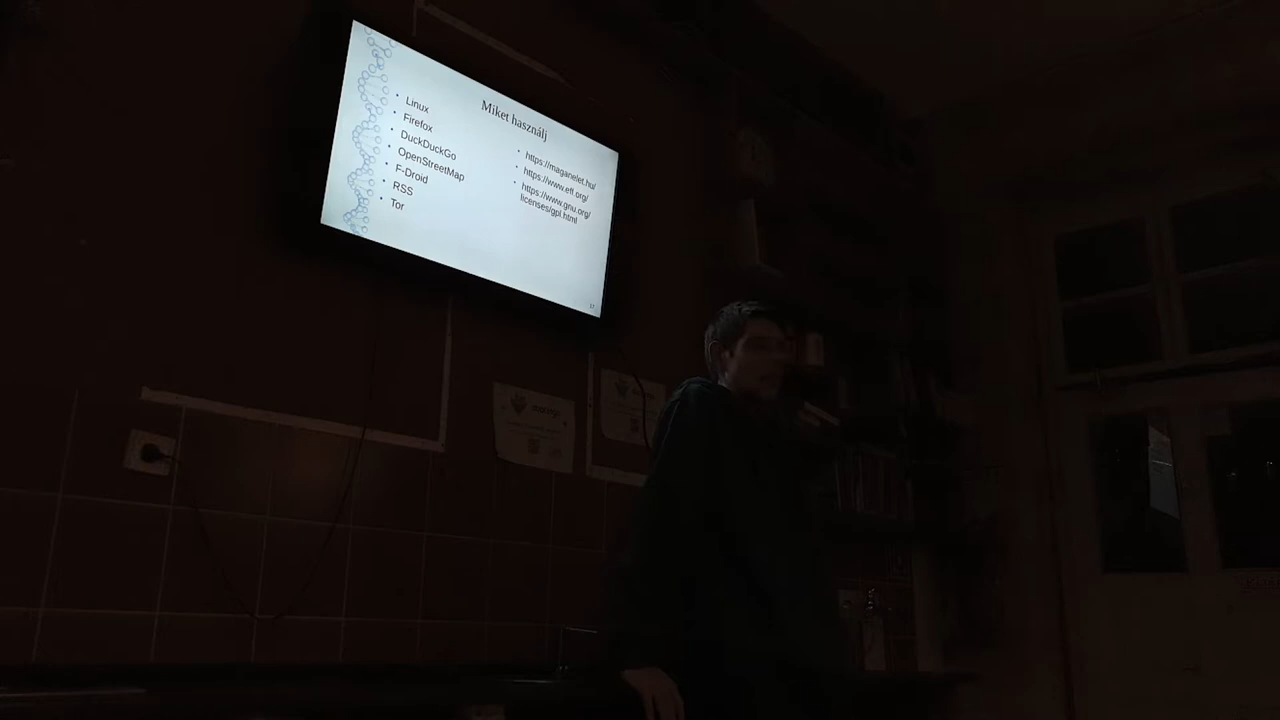 Miket használj
Linux
Firefox
DuckDuckGo
OpenStreetMap
F-Droid
RSS
Tor
https://maganelet.hu/
https://www.eff.org/
https://www.gnu.org/
licenses/gpl.html